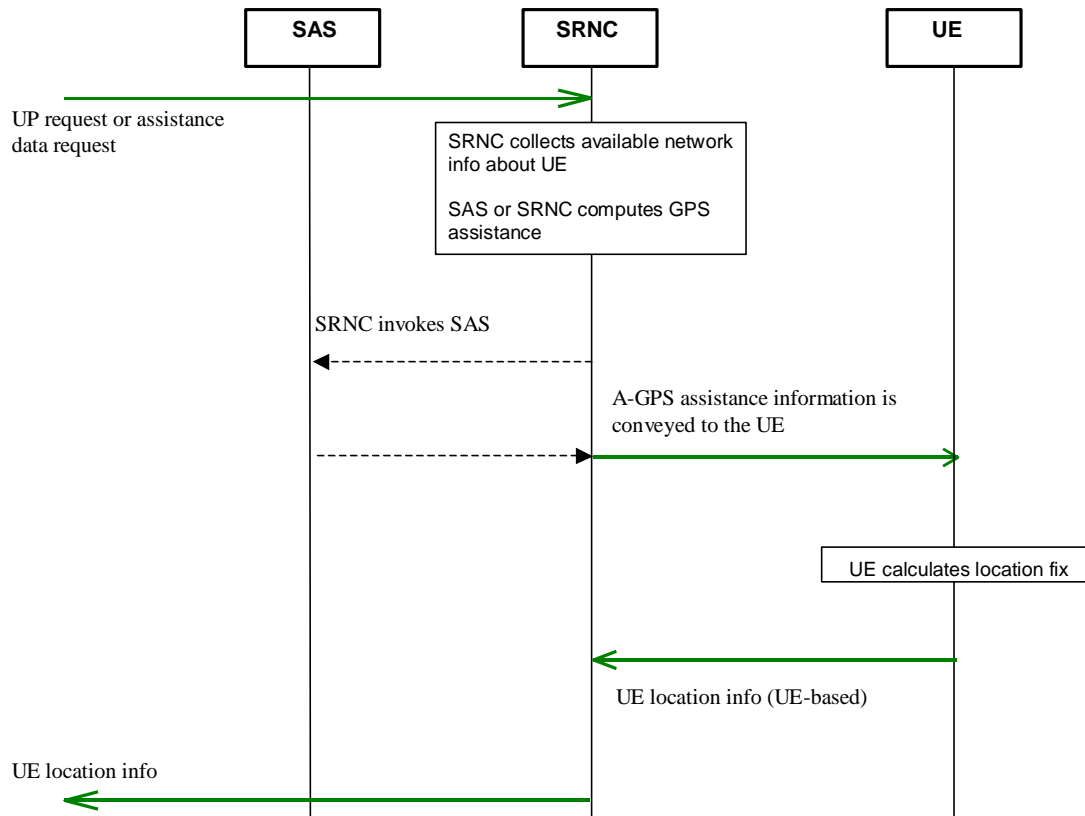 SAS
SRNC
UE
UP request or assistance
data request
SRNC collects available network
info about UE
SAS or SRNC computes GPS
assistance
SRNC invokes SAS
A-GPS assistance information is
conveyed to the UE
UE calculates location fix
UE location info (UE-based)
UE location info